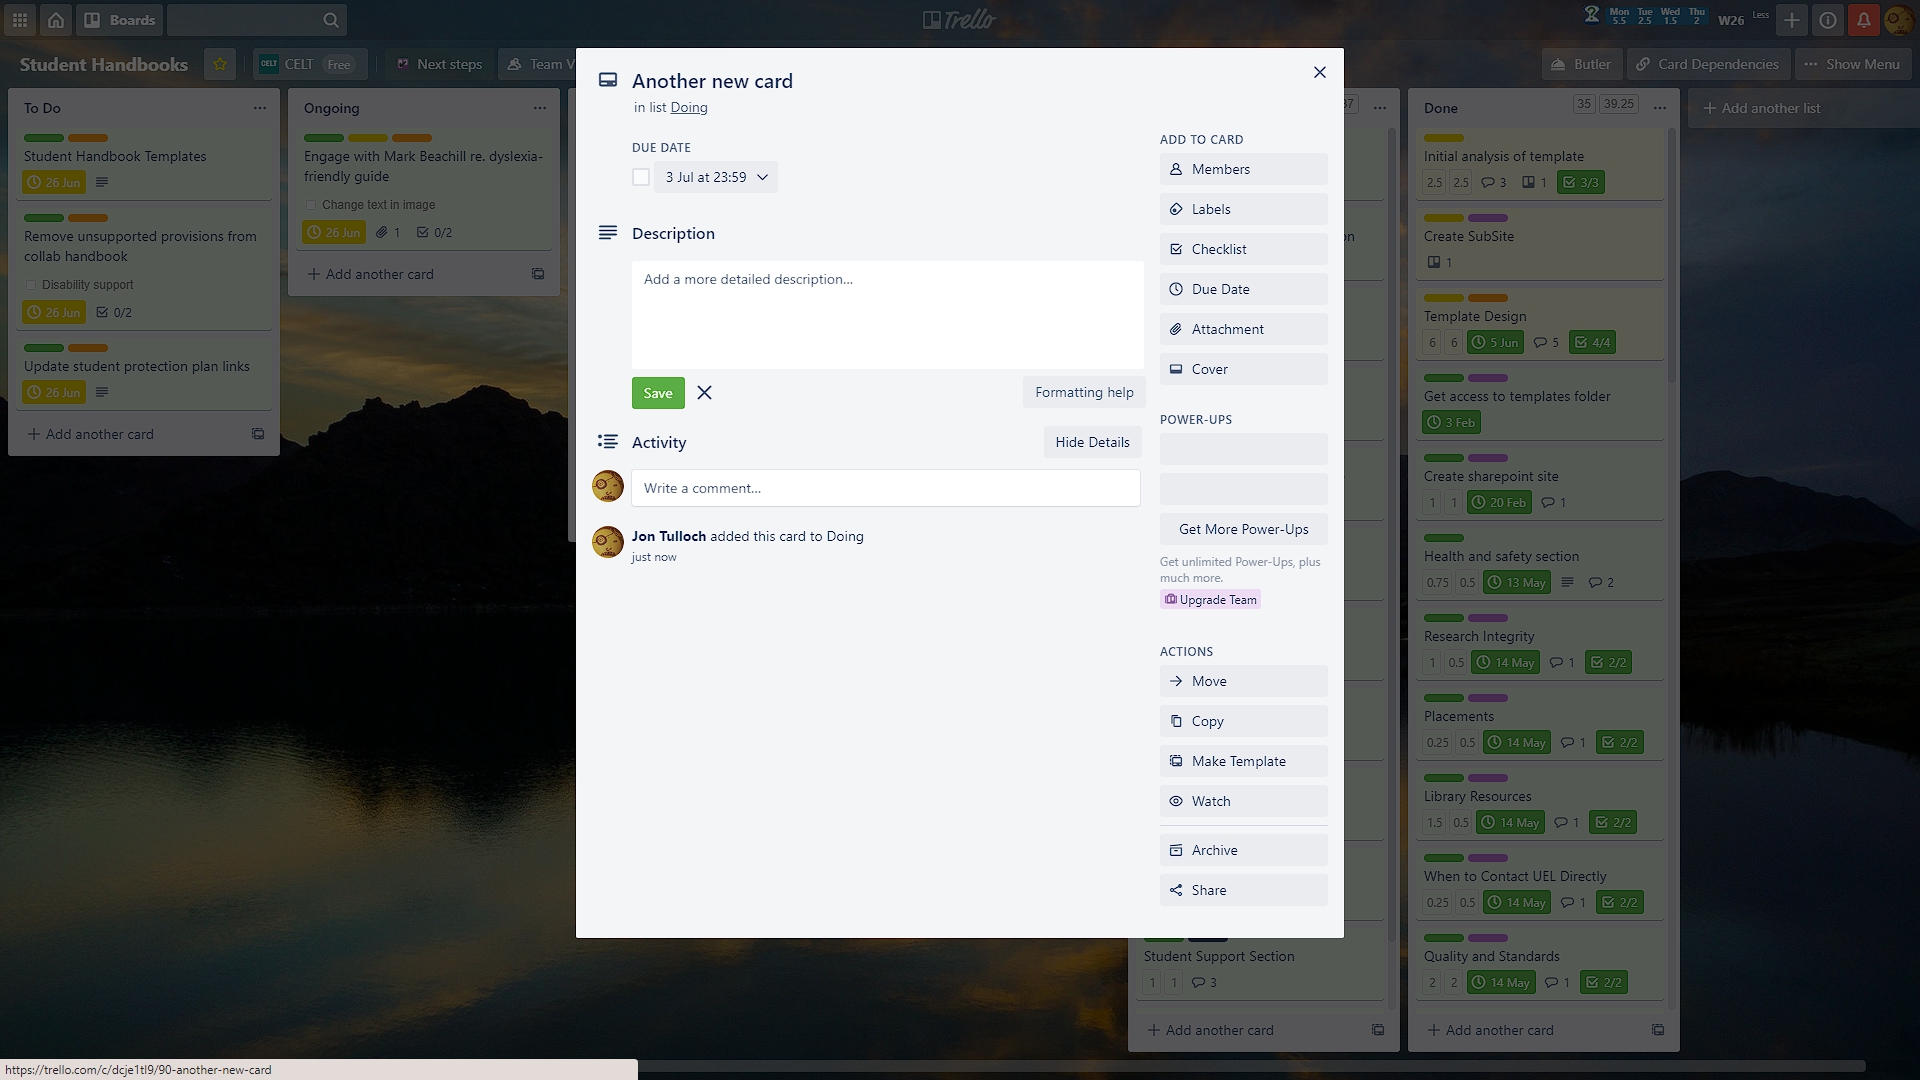 Boards
Trello
Mon Tue Wed Thu
5.5 2.5 1.5 2
W26
Less
Student Handbooks
CELT CELT Free
Next steps
Team V
Butler
Card Dependencies
Show Menu
To Do
Student Handbook Templates
26 Jun
Remove unsupported provisions from
collab handbook
Disability support
26 Jun 0/2
Update student protection plan links
26 Jun
+ Add another card
Ongoing
Engage with Mark Beachill re. dyslexia-
friendly guide
Change text in image
26 Jun 1 0/2
+ Add another card
Another new card
in list Doing
DUE DATE
3 Jul at 23:59
Description
Add a more detailed description...
Save
Formatting help
Activity
Hide Details
Write a comment...
Jon Tulloch added this card to Doing
just now
ADD TO CARD
Members
Labels
Checklist
Due Date
Attachment
Cover
POWER-UPS
Get More Power-Ups
Get unlimited Power-Ups, plus
much more.
Upgrade Team
ACTIONS
Move
Copy
Make Template
Watch
Archive
Share
Student Support Section
1 1 3
+ Add another card
Done 35 39.25
Initial analysis of template
2.5 2.5 3 1 3/3
Create SubSite
1
Template Design
6 6 5 Jun 5 4/4
Get access to templates folder
3 Feb
Create sharepoint site
1 1 20 Feb 1
Health and safety section
0.75 0.5 13 May 2
Research Integrity
1 0.5 14 May 1 2/2
Placements
0.25 0.5 14 May 1 2/2
Library Resources
1.5 0.5 14 May 1 2/2
When to Contact UEL Directly
0.25 0.5 14 May 1 2/2
Quality and Standards
2 2 14 May 1 2/2
+ Add another card
+ Add another list
https://trello.com/c/dcje1tl9/90-another-new-card